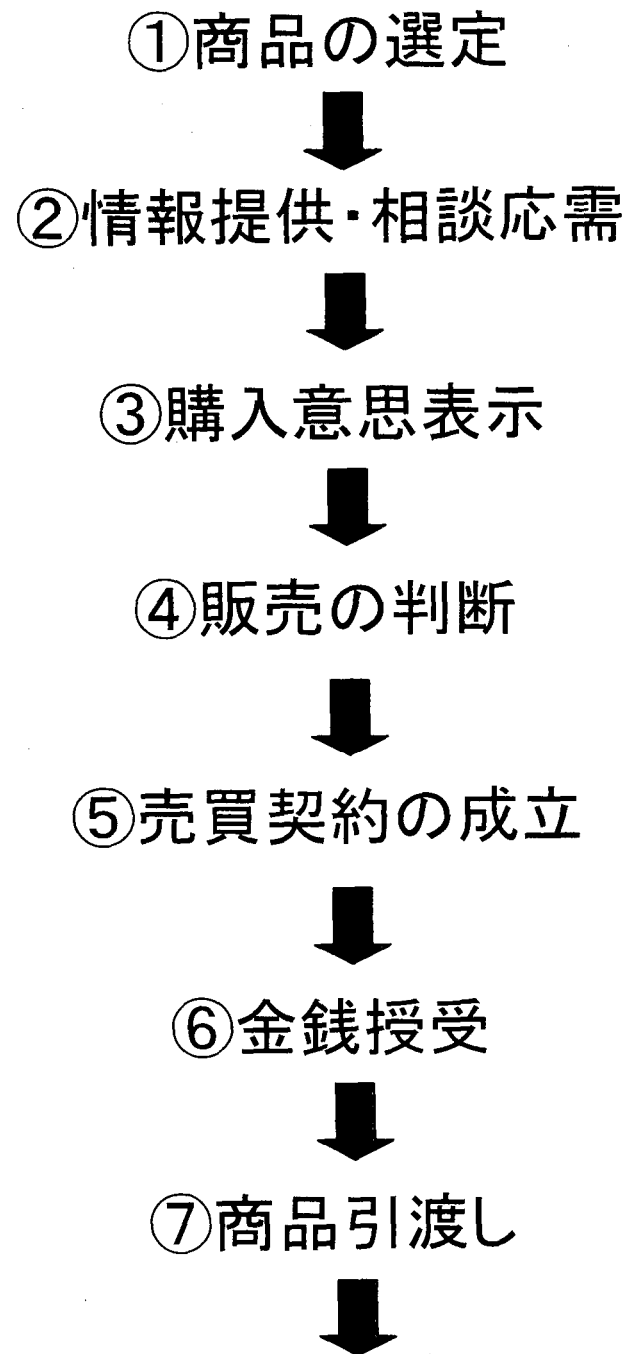 ①商品の選定
②情報提供・相談応需
③購入意思表示
④販売の判断
⑤売買契約の成立
⑥金銭授受
⑦商品引渡し